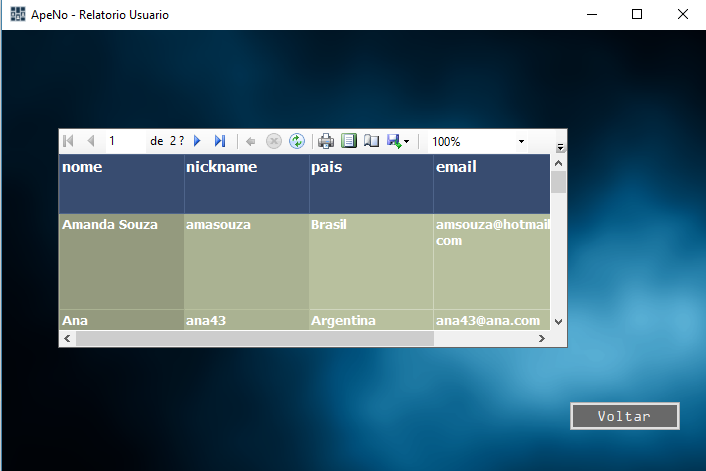 ApeNo - Relatorio Usuario
1 de 2 ? 100%
nome nickname pais email
Amanda Souza amasouza Brasil amsouza@hotmail
com
Ana ana43 Argentina ana43@ana.com
Voltar